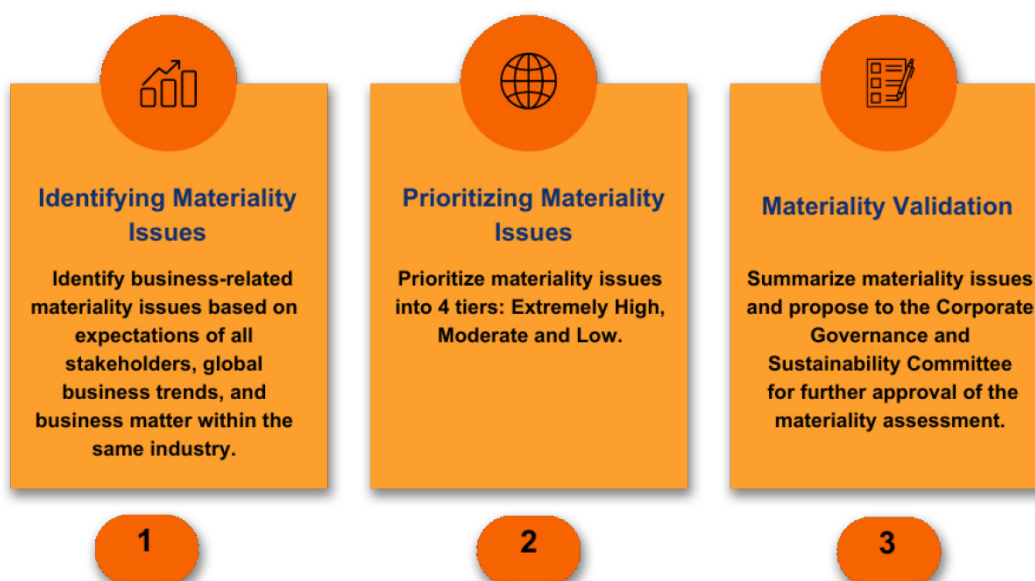 Identifying Materiality
Issues
Identify business-related
materiality issues based on
expectations of all
stakeholders, global
business trends, and
business matter within the
same industry.
1
Prioritizing Materiality
Issues
Prioritize materiality issues
into 4 tiers: Extremely High,
Moderate and Low.
2
Materiality Validation
Summarize materiality issues
and propose to the Corporate
Governance and
Sustainability Committee
for further approval of the
materiality assessment.
3